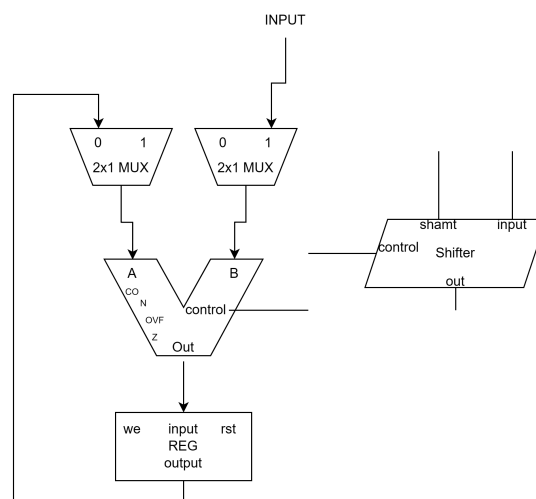 INPUT
0 1
2x1 MUX
0 1
2x1 MUX
shamt input
control
Shifter
out
A B
CO
N
OVF
Z
control
Out
we input rst
REG
output